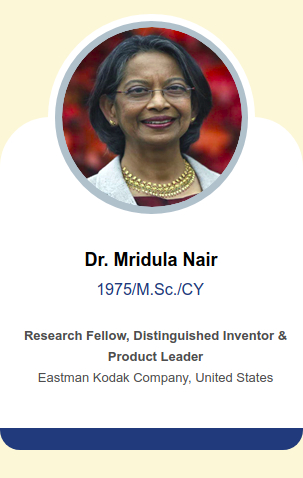 Dr. Mridula Nair
1975/M.Sc./CY
Research Fellow, Distinguished Inventor &
Product Leader
Eastman Kodak Company, United States